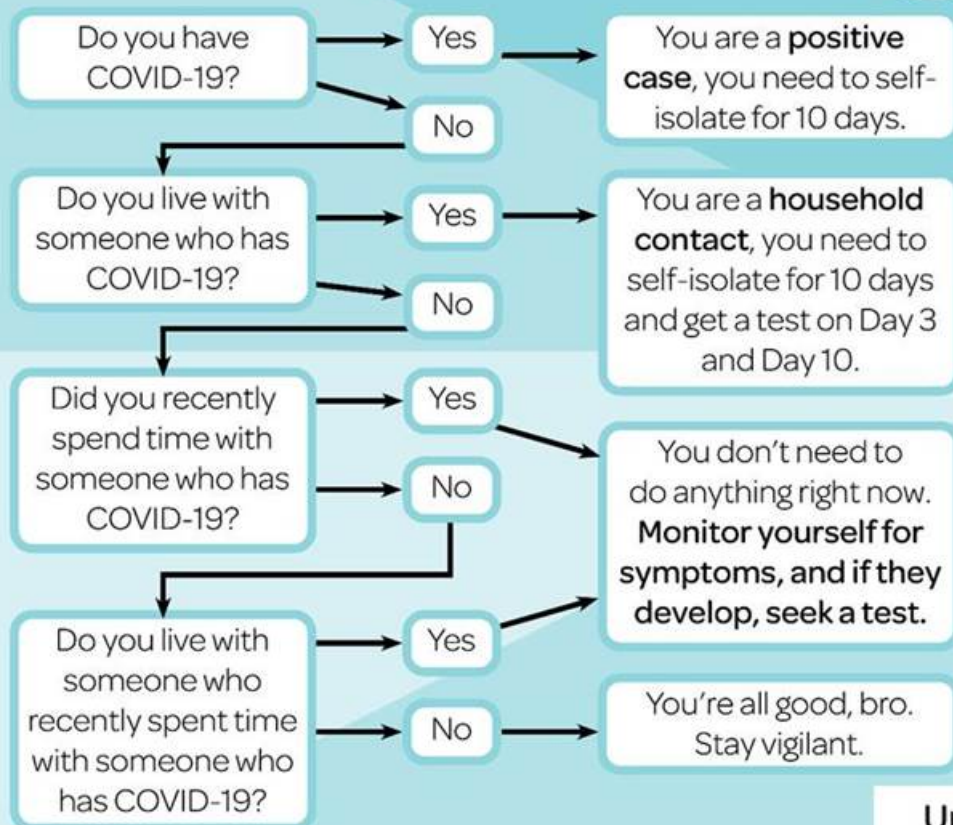 Do you have
COVID-19?
Yes
You are a positive
case, you need to self-
isolate for 10 days.
No
Do you live with
someone who has
COVID-19?
Yes
You are a household
contact, you need to
self-isolate for 10 days
and get a test on Day 3
and Day 10.
No
Did you recently
spend time with
someone who has
COVID-19?
Yes
No
You don't need to
do anything right now.
Monitor yourself for
symptoms, and if they
develop, seek a test.
Do you live with
someone who
recently spent time
with someone who
has COVID-19?
Yes
No
You're all good, bro.
Stay vigilant.